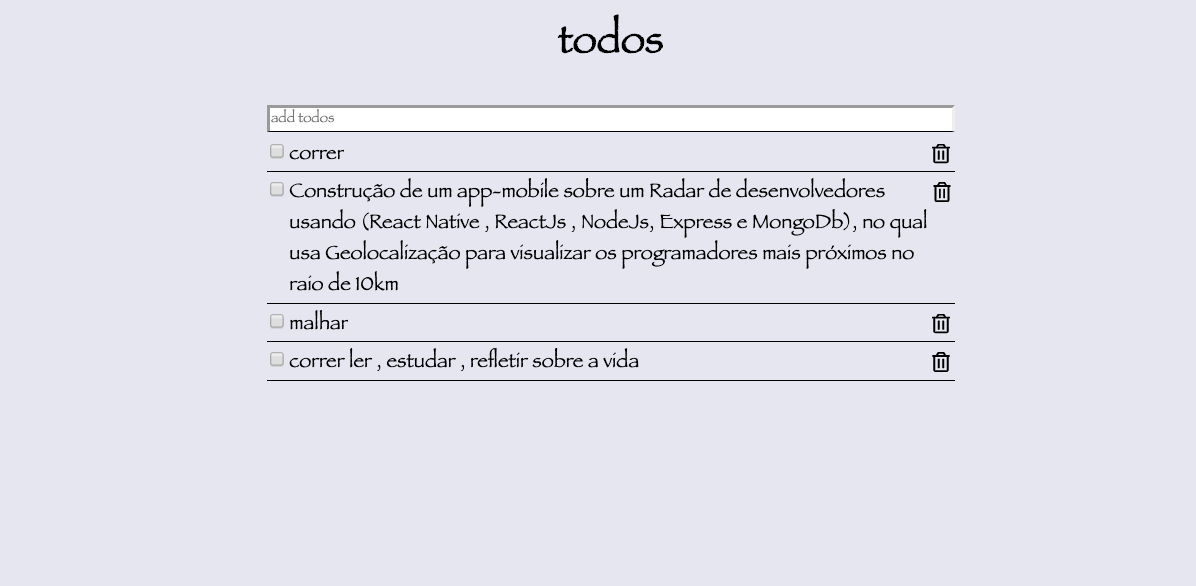 todos
add todos
correr
Construção de um app-mobile sobre um Radar de desenvolvedores
usando (React Native , ReactJs , NodeJs, Express e MongoDb), no qual
usa Geolocalização para visualizar os programadores mais próximos no
raio de 10km
malhar
correr ler , estudar , refletir sobre a vida